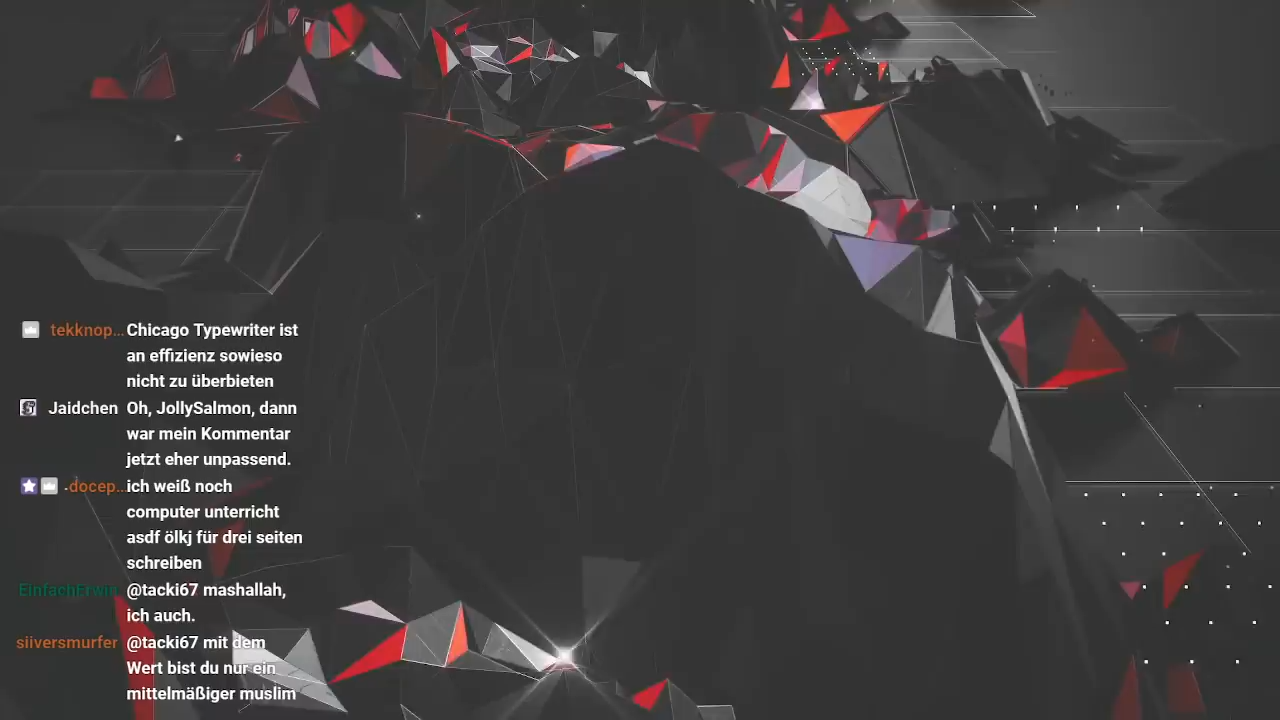 tekknop... Chicago Typewriter ist
an effizienz sowieso
nicht zu überbieten
Jaidchen Oh, JollySalmon, dann
war mein Kommentar
jetzt eher unpassend.
.docep... ich weiß noch
computer unterricht
asdf ölkj für drei seiten
schreiben
EinfachErwin @tacki67 mashallah,
ich auch.
siiversmurfer @tacki67 mit dem
Wert bist du nur ein
mittelmäßiger muslim